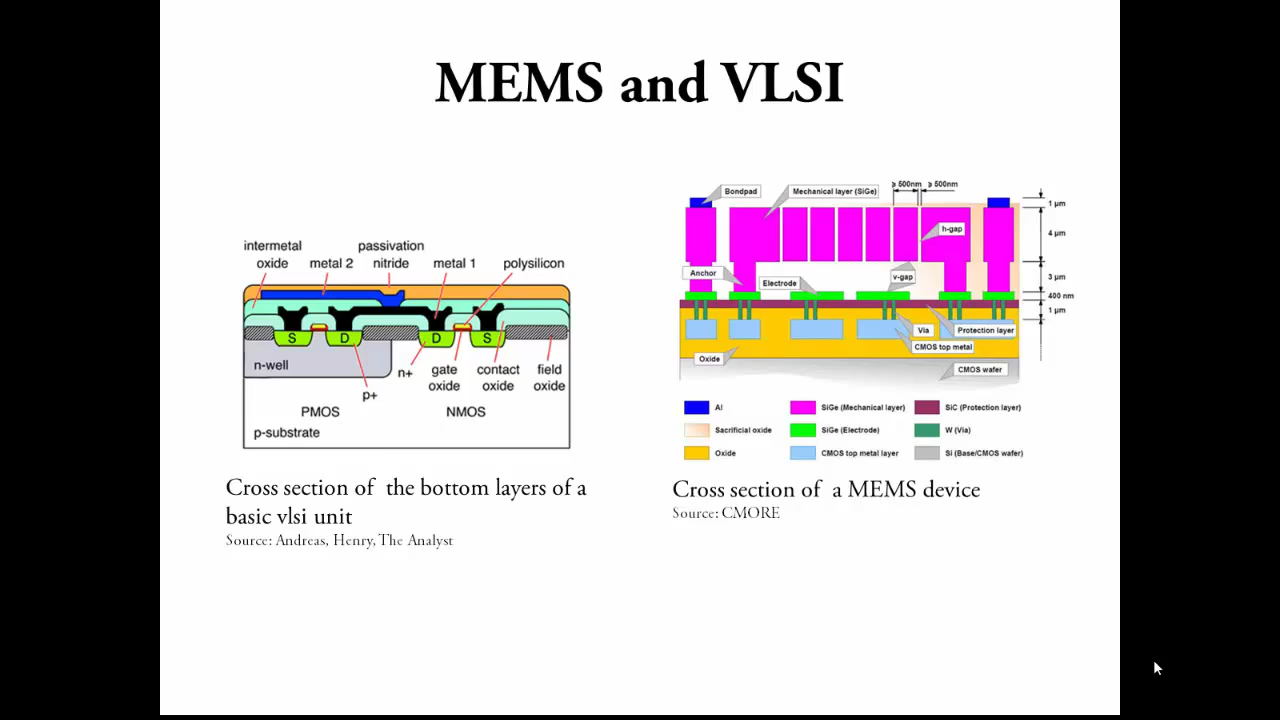 MEMS and VLSI
intermetal
oxide
metal 2
passivation
nitride
metal 1
polysilicon
S
D
D
S
n-well
p+
n+
gate
oxide
contact
oxide
field
oxide
PMOS
NMOS
p-substrate
Cross section of the bottom layers of a
basic vlsi unit
Source: Andreas, Henry, The Analyst
Bondpad
Mechanical layer (SiGe)
⩾ 500nm
⩾ 500nm
1 µm
h-gap
4 µm
Anchor
Electrode
v-gap
3 µm
400 nm
1 µm
Via
Protection layer
CMOS top metal
Oxide
CMOS wafer
Al
SiGe (Mechanical layer)
SiC (Protection layer)
Sacrificial oxide
SiGe (Electrode)
W (Via)
Oxide
CMOS top metal layer
Si (Base/CMOS wafer)
Cross section of a MEMS device
Source: CMORE